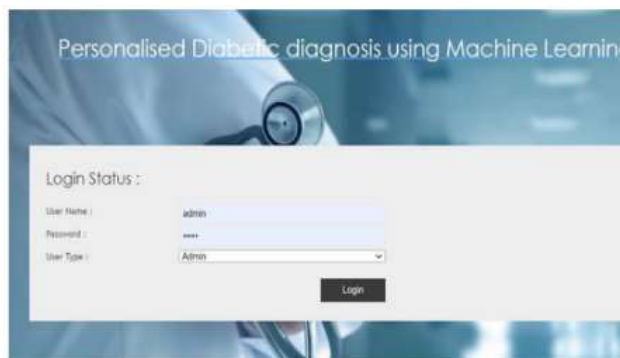 Personalised Diabetic diagnosis using Machine Learnin
Login Status :
User Name : admin
Password : ••••
User Type : Admin
Login